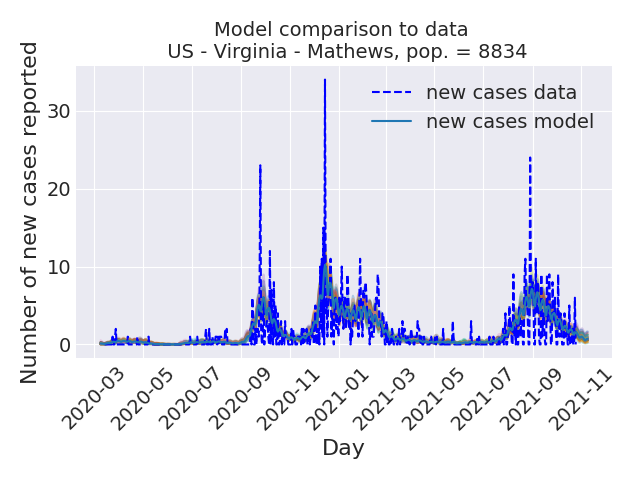 Model comparison to data
US - Virginia - Mathews, pop. = 8834
Number of new cases reported
30
20
10
0
new cases data
new cases model
2020-03
2020-05
2020-07
2020-09
2020-11
2021-01
2021-03
2021-05
2021-07
2021-09
2021-11
Day